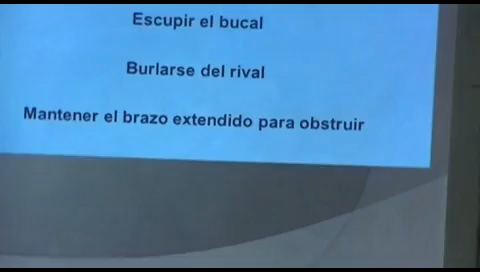 Escupir el bucal
Burlarse del rival
Mantener el brazo extendido para obstruir